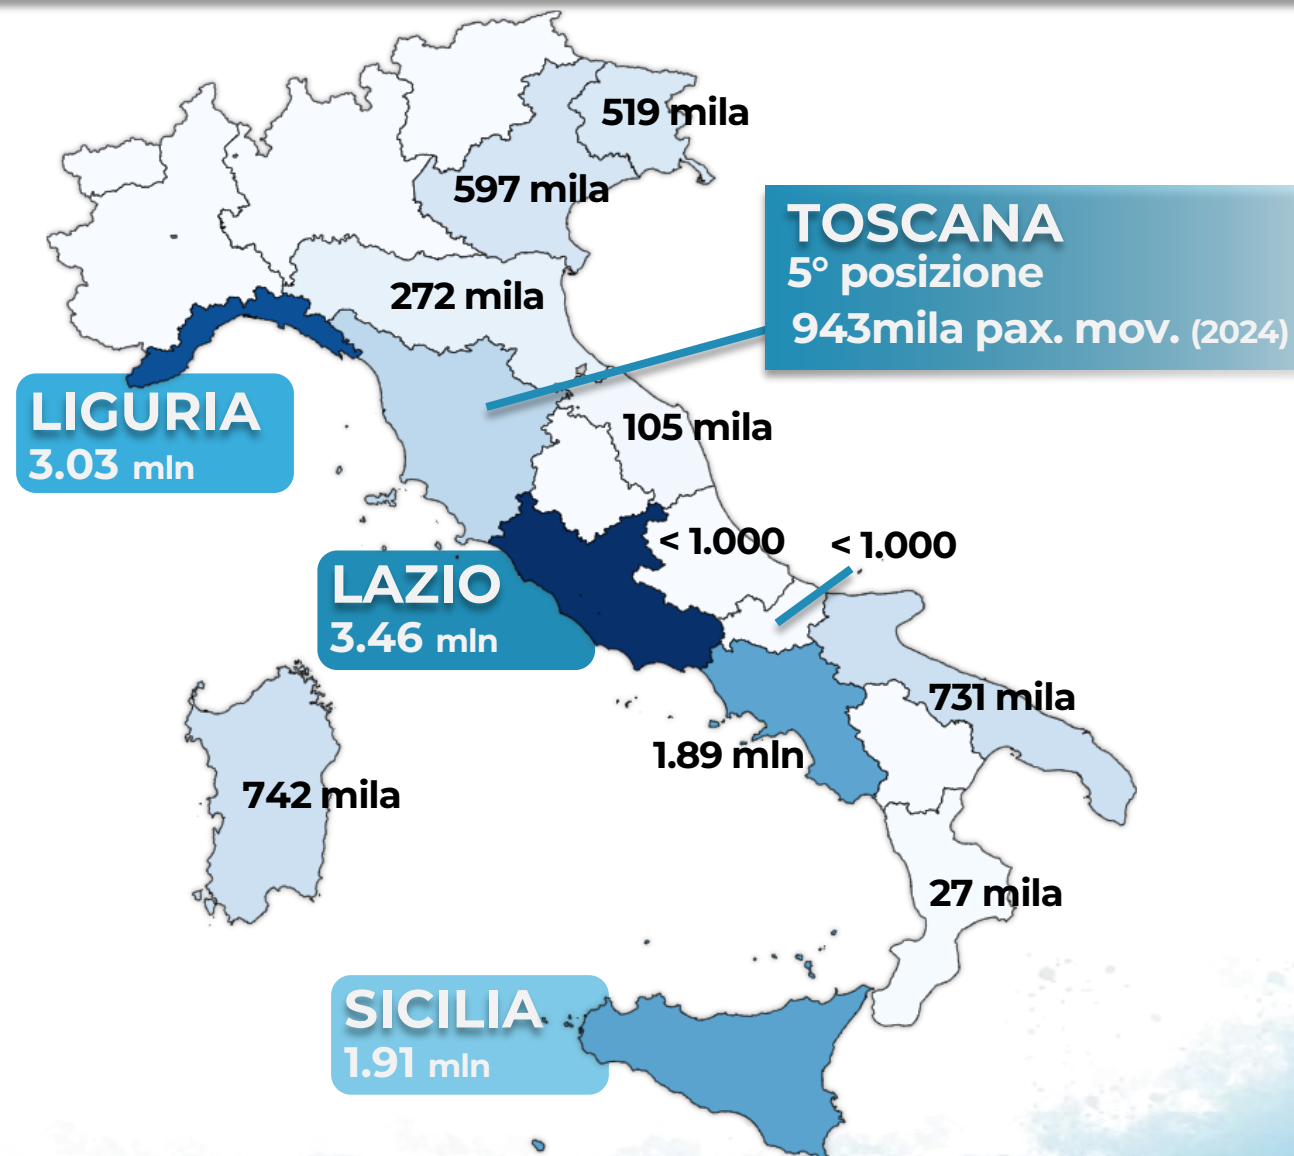 519 mila
597 mila
TOSCANA
5° posizione
943mila pax. mov. (2024)
272 mila
LIGURIA
3.03 mln
105 mila
< 1.000
< 1.000
LAZIO
3.46 mln
731 mila
1.89 mln
742 mila
27 mila
SICILIA
1.91 mln